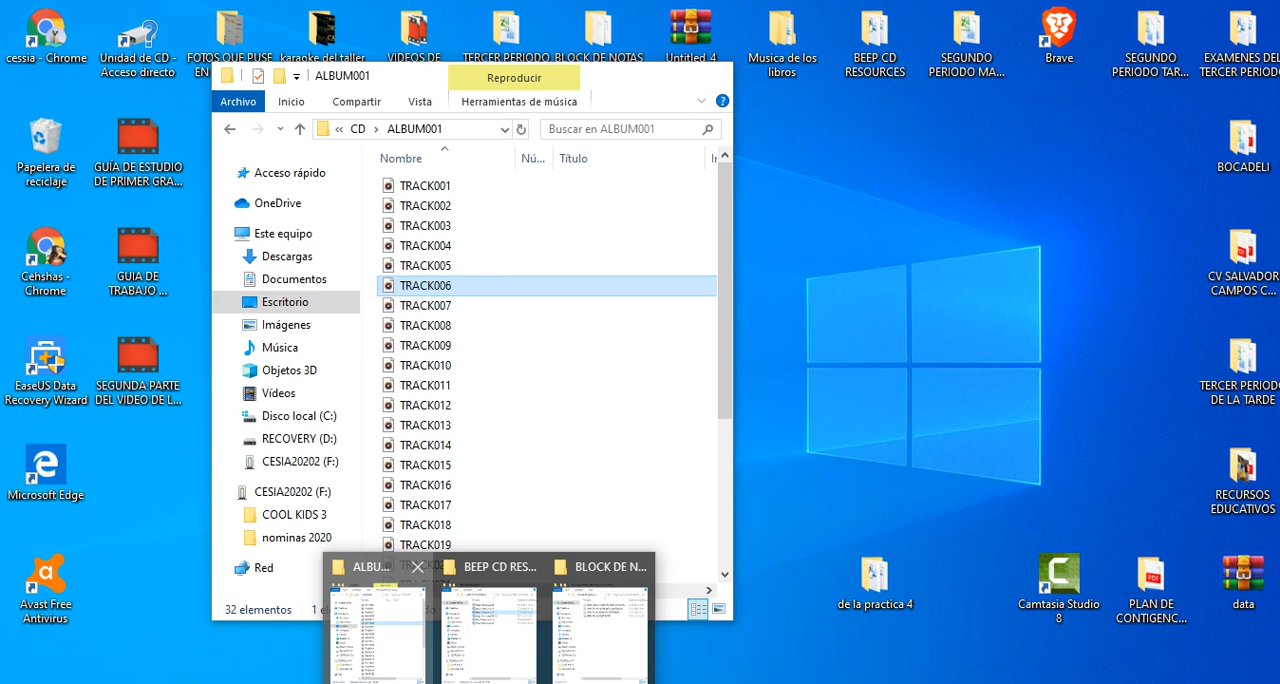 cessia - Chrome
Unidad de CD -
Acceso directo
FOTOS QUE PUSE
EN
karaoke del taller
VIDEOS DE
TERCER PERIODO
BLOCK DE NOTAS
Untitled_4
Musica de los
libros
BEEP CD
RESOURCES
SEGUNDO
PERIODO MA...
Brave
SEGUNDO
PERIODO TAR...
EXAMENES DEL
TERCER PERIODO
Papelera de
reciclaje
GUÍA DE ESTUDIO
DE PRIMER GRA...
BOCADELI
Cehshas -
Chrome
GUIA DE
TRABAJO ...
CV SALVADOR
CAMPOS C...
EaseUS Data
Recovery Wizard
SEGUNDA PARTE
DEL VIDEO DE L...
TERCER PERIODO
DE LA TARDE
Microsoft Edge
RECURSOS
EDUCATIVOS
Avast Free
Antivirus
de la practica 4
Camtasia Studio
8
PLAN DE
CONTIGENC...
data
ALBUM001
Reproducir
Archivo
Inicio
Compartir
Vista
Herramientas de música
« CD › ALBUM001
Buscar en ALBUM001
Acceso rápido
OneDrive
Este equipo
Descargas
Documentos
Escritorio
Imágenes
Música
Objetos 3D
Vídeos
Disco local (C:)
RECOVERY (D:)
CESIA20202 (F:)
CESIA20202 (F:)
COOL KIDS 3
nominas 2020
Red
Nombre
Nú...
Título
TRACK001
TRACK002
TRACK003
TRACK004
TRACK005
TRACK006
TRACK007
TRACK008
TRACK009
TRACK010
TRACK011
TRACK012
TRACK013
TRACK014
TRACK015
TRACK016
TRACK017
TRACK018
TRACK019
32 elementos
ALBU...
BEEP CD RES...
BLOCK DE N...